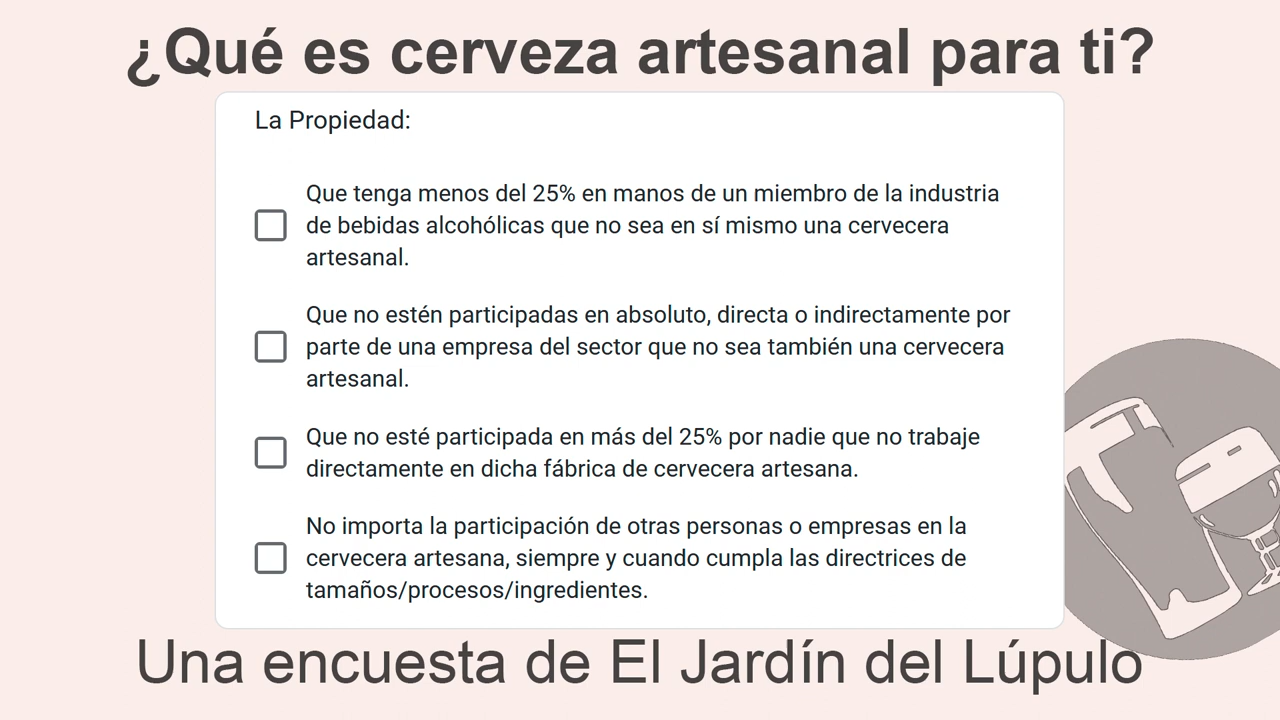 ¿Qué es cerveza artesanal para ti?
La Propiedad:
Que tenga menos del 25% en manos de un miembro de la industria
de bebidas alcohólicas que no sea en sí mismo una cervecera
artesanal.
Que no estén participadas en absoluto, directa o indirectamente por
parte de una empresa del sector que no sea también una cervecera
artesanal.
Que no esté participada en más del 25% por nadie que no trabaje
directamente en dicha fábrica de cervecera artesana.
No importa la participación de otras personas o empresas en la
cervecera artesana, siempre y cuando cumpla las directrices de
tamaños/procesos/ingredientes.
Una encuesta de El Jardín del Lúpulo